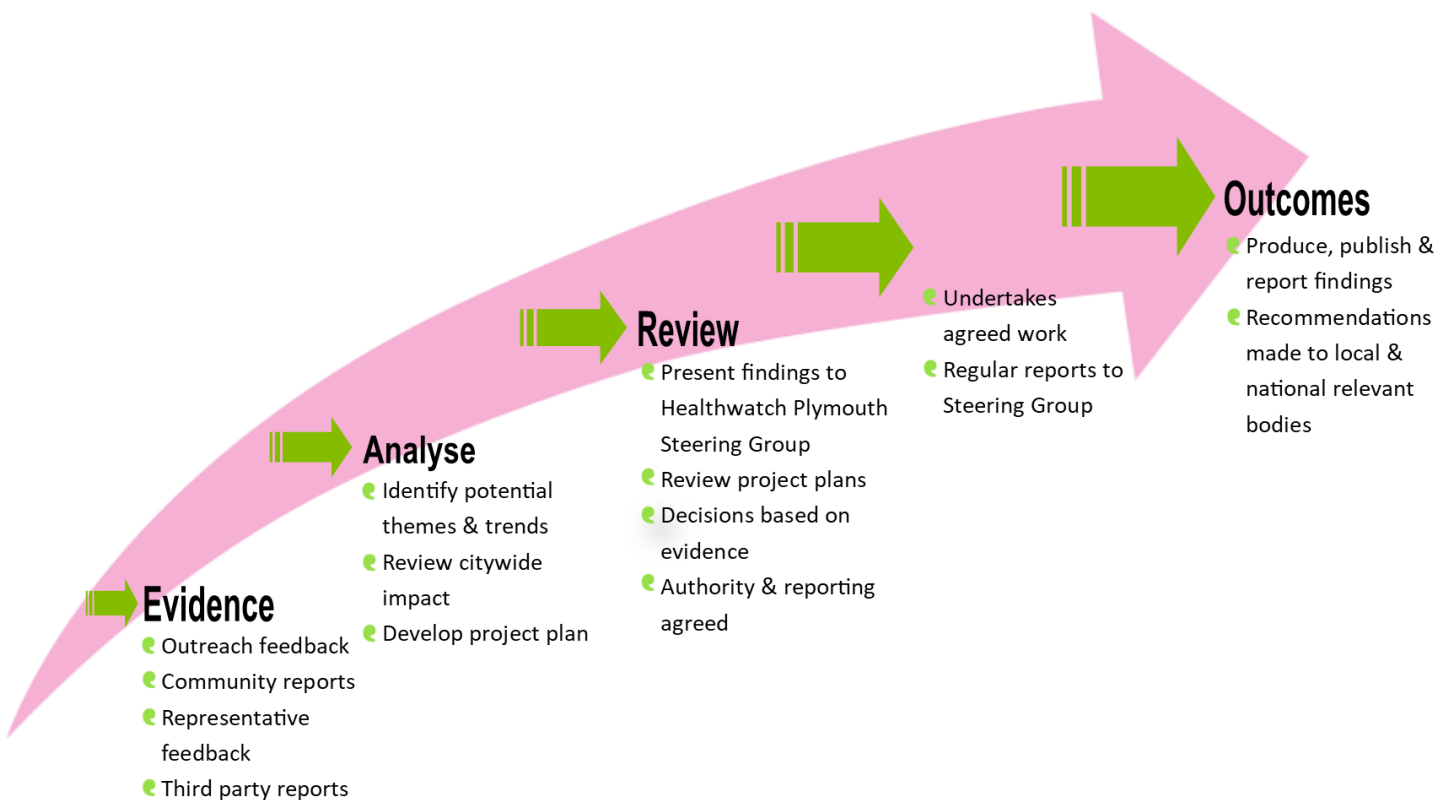 Evidence
Outreach feedback
Community reports
Representative
feedback
Third party reports
Analyse
Identify potential
themes & trends
Review citywide
impact
Develop project plan
Review
Present findings to
Healthwatch Plymouth
Steering Group
Review project plans
Decisions based on
evidence
Authority & reporting
agreed
Undertakes
agreed work
Regular reports to
Steering Group
Outcomes
Produce, publish &
report findings
Recommendations
made to local &
national relevant
bodies